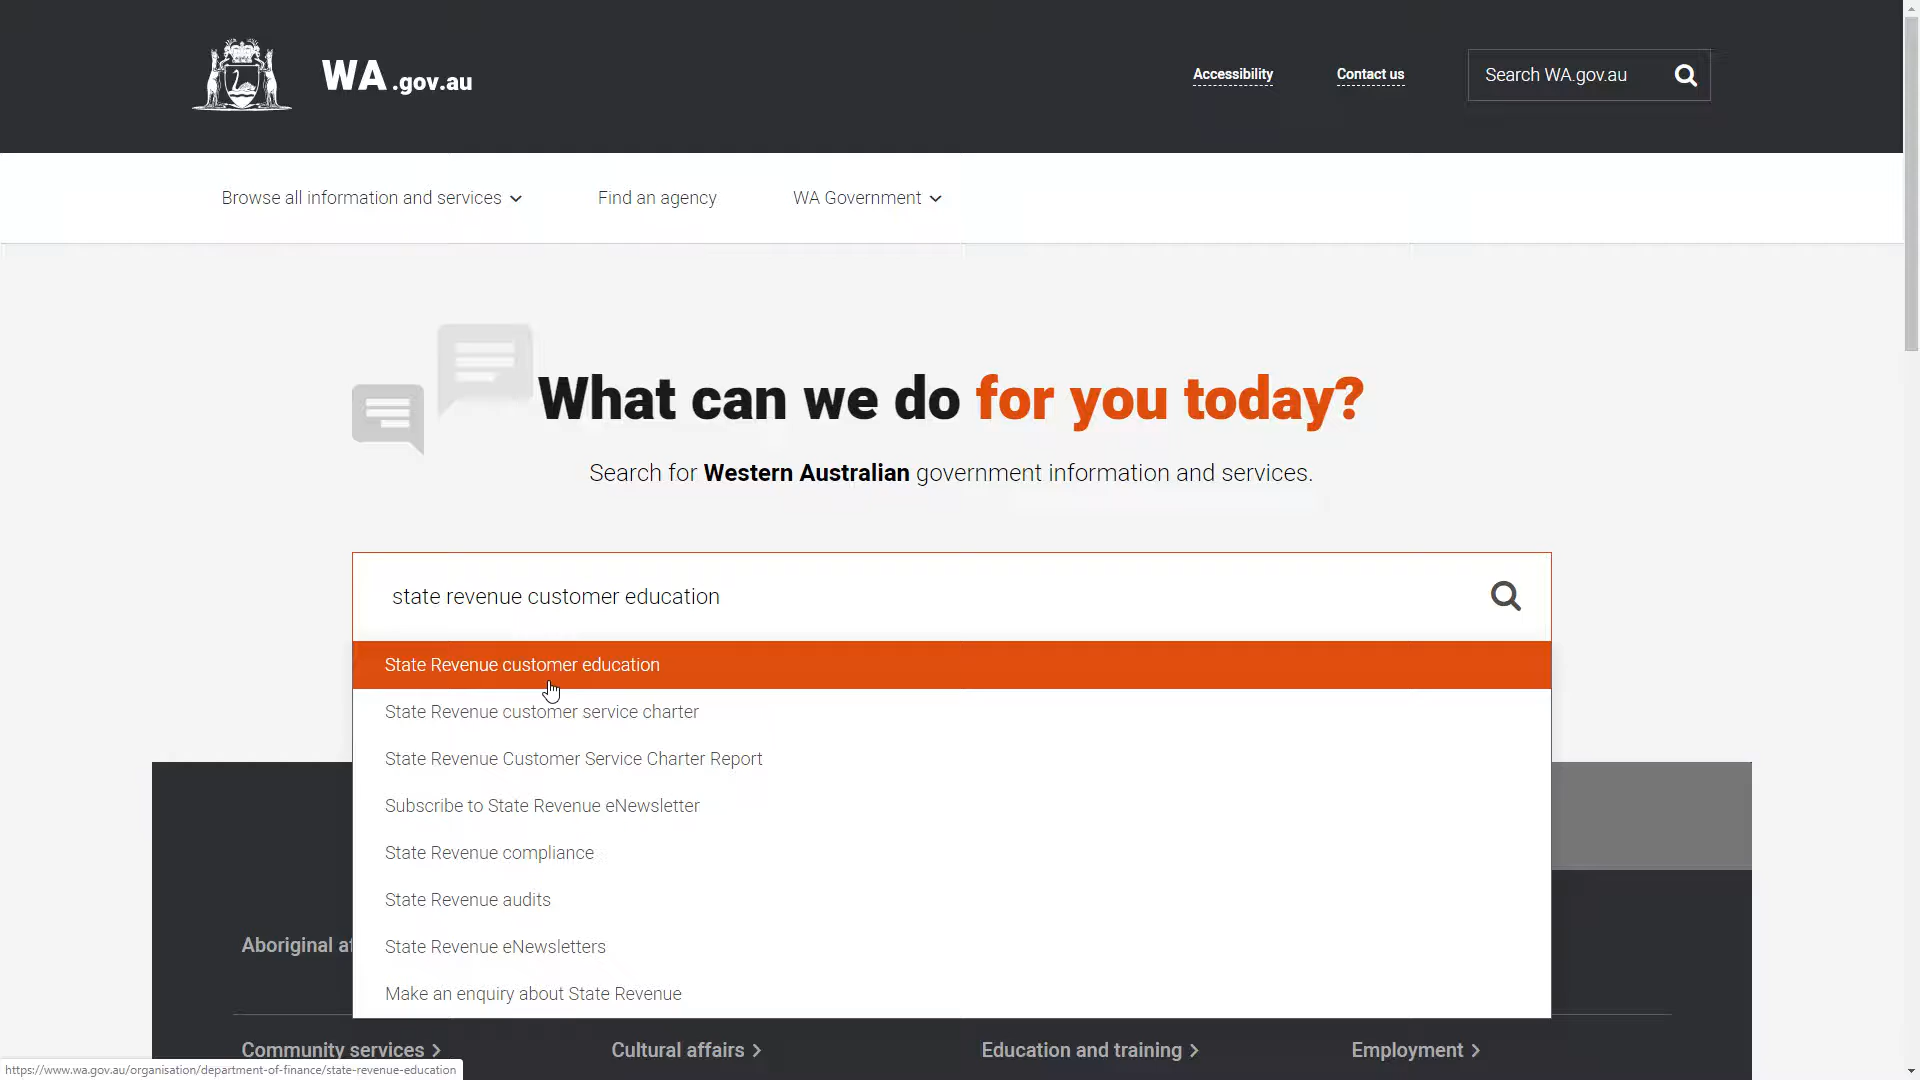 WA.gov.au
Accessibility
Contact us
Search WA.gov.au
Browse all information and services
Find an agency
WA Government
What can we do for you today?
Search for Western Australian government information and services.
state revenue customer education
State Revenue customer education
State Revenue customer service charter
State Revenue Customer Service Charter Report
Subscribe to State Revenue eNewsletter
State Revenue compliance
State Revenue audits
State Revenue eNewsletters
Make an enquiry about State Revenue
Aboriginal
Community services
Cultural affairs
Education and training
Employment
https://www.wa.gov.au/organisation/department-of-finance/state-revenue-education